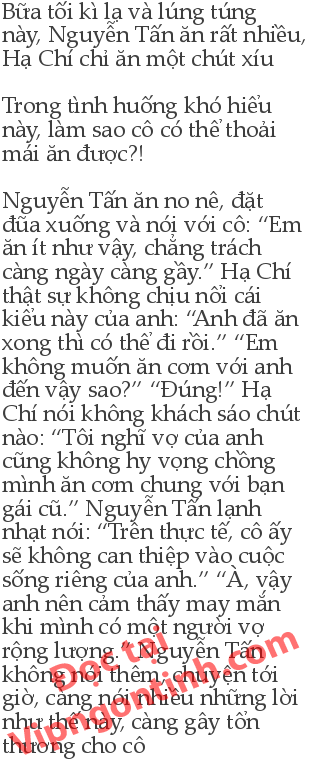 Bữa tối kì lạ và lúng túng
này, Nguyễn Tấn ăn rất nhiều,
Hạ Chí chỉ ăn một chút xíu
Trong tình huống khó hiểu
này, làm sao cô có thể thoải
mái ăn được?!
Nguyễn Tấn ăn no nê, đặt
đũa xuống và nói với cô: “Em
ăn ít như vậy, chẳng trách
càng ngày càng gầy.” Hạ Chí
thật sự không chịu nổi cái
kiểu này của anh: “Anh đã ăn
xong thì có thể đi rồi.” “Em
không muốn ăn cơm với anh
đến vậy sao?” “Đúng!” Hạ
Chí nói không khách sáo chút
nào: “Tôi nghĩ vợ của anh
cũng không hy vọng chồng
mình ăn cơm chung với bạn
gái cũ.” Nguyễn Tấn lạnh
nhạt nói: “Trên thực tế, cô ấy
sẽ không can thiệp vào cuộc
sống riêng của anh.” “À, vậy
anh nên cảm thấy may mắn
khi mình có một người vợ
rộng lượng.” Nguyễn Tấn
không nói thêm, chuyện tới
giờ, càng nói nhiều những lời
như thế này, càng gây tổn
thương cho cô
Đọc tại
Vipngontinh.com